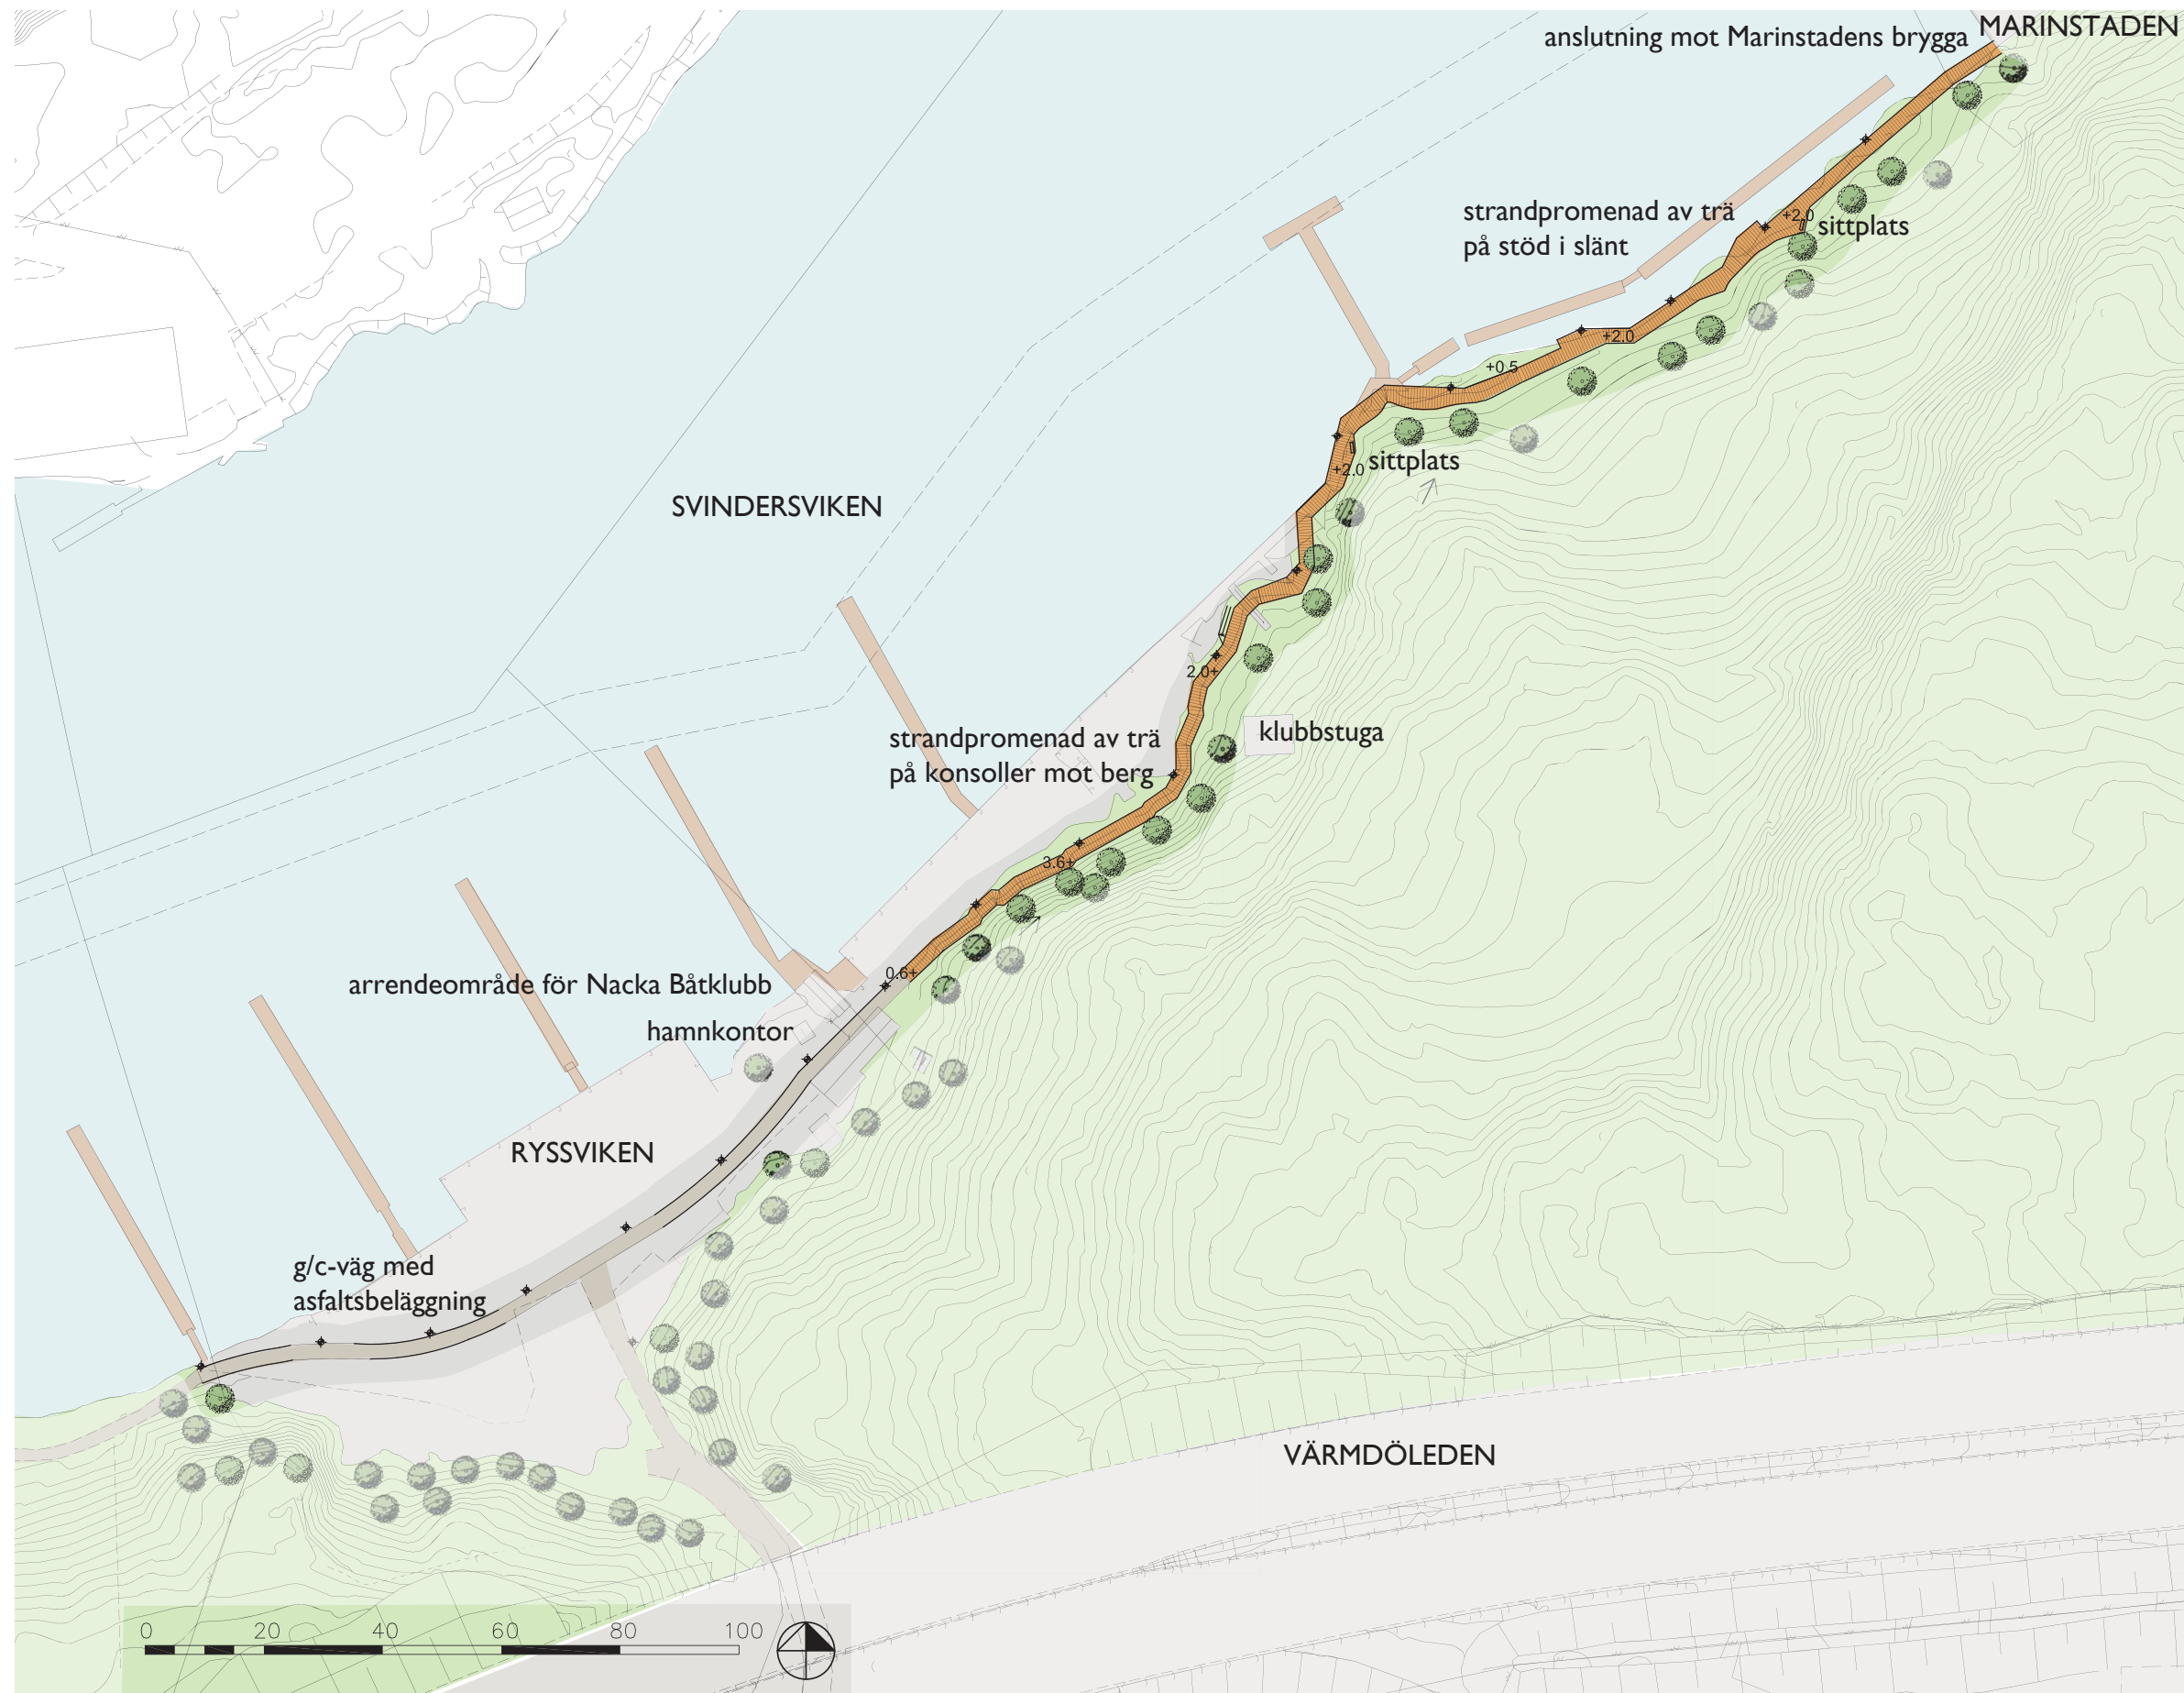 MARINSTADEN
anslutning mot Marinstadens brygga
strandpromenad av trä
på stöd i slänt
+2.0
sittplats
+2.0
+0.5
sittplats
+2.0
SVINDERSVIKEN
2.0+
klubbstuga
strandpromenad av trä
på konsoller mot berg
3.6+
0.6+
arrendeområde för Nacka Båtklubb
hamnkontor
RYSSVIKEN
g/c-väg med
asfaltsbeläggning
VÄRMDÖLEDEN
0 20 40 60 80 100